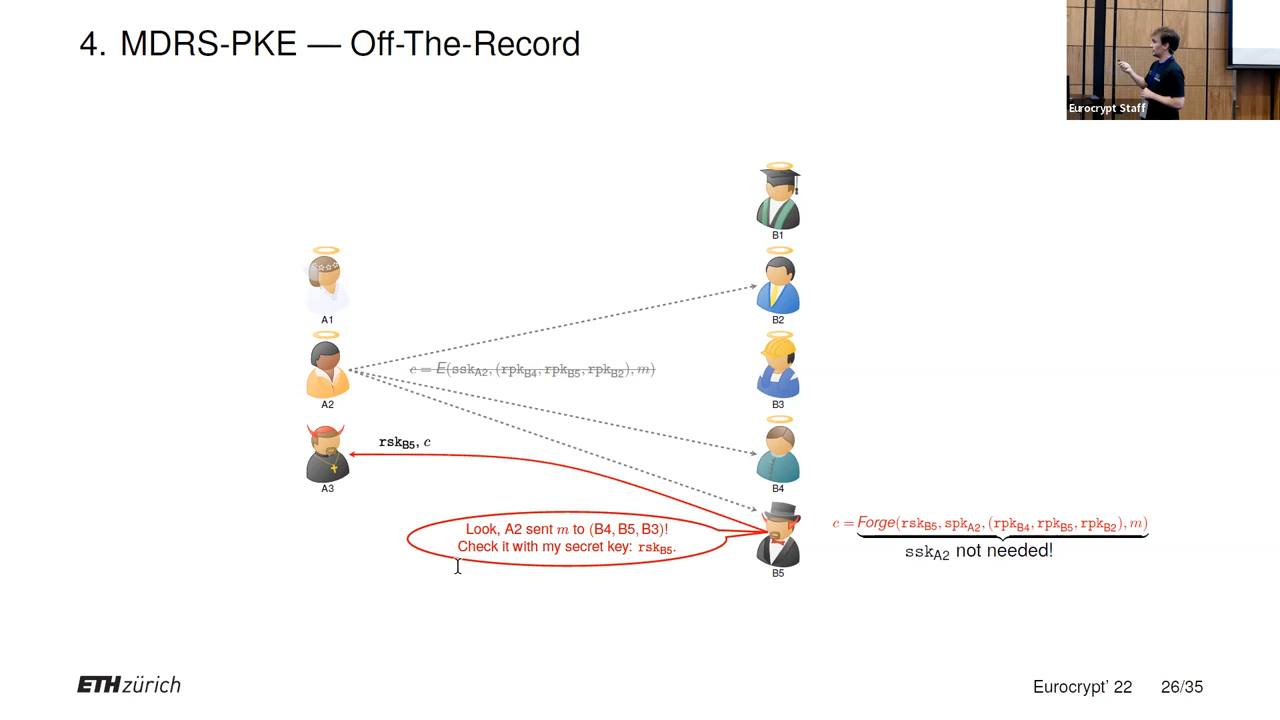 4. MDRS-PKE — Off-The-Record
Eurocrypt Staff
B1
A1
B2
c = E(ssk_A2, (rpk_B4, rpk_B5, rpk_B2), m)
A2
B3
rsk_B5, c
A3
B4
Look, A2 sent m to (B4, B5, B3)!
Check it with my secret key: rsk_B5.
c = Forge(rsk_B5, spk_A2, (rpk_B4, rpk_B5, rpk_B2), m)
ssk_A2 not needed!
B5
ETH zürich
Eurocrypt' 22
26/35